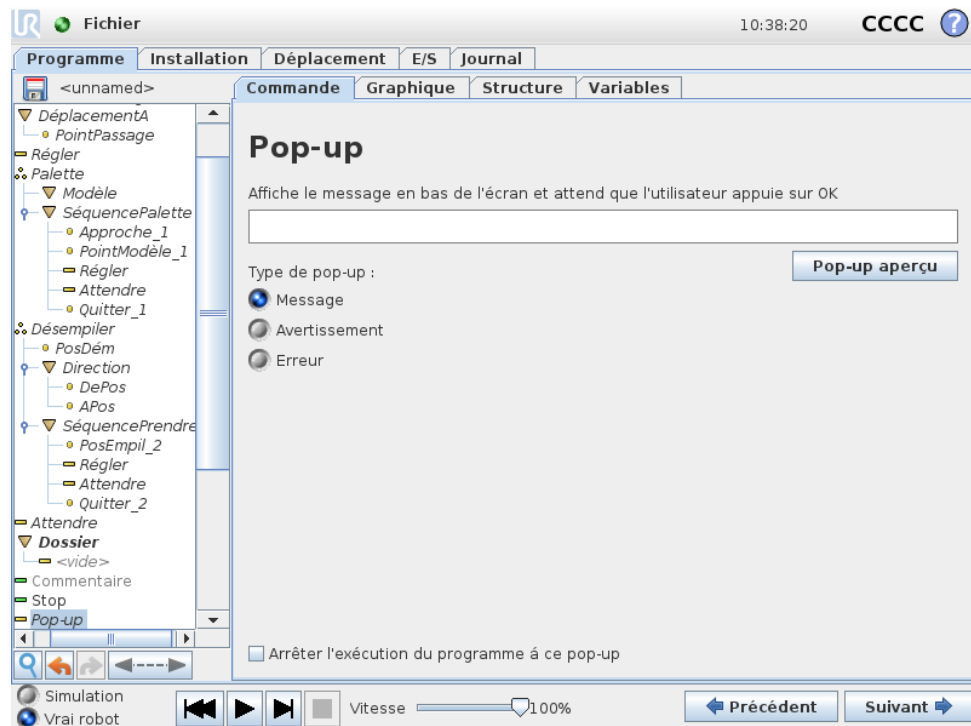 UR Fichier 10:38:20 CCCC ?
Programme Installation Déplacement E/S Journal
<unnamed>
Commande Graphique Structure Variables
DéplacementA
PointPassage
Régler
Palette
Modèle
SéquencePalette
Approche_1
PointModèle_1
Régler
Attendre
Quitter_1
Désempiler
PosDém
Direction
DePos
APos
SéquencePrendre
PosEmpil_2
Régler
Attendre
Quitter_2
Attendre
Dossier
<vide>
Commentaire
Stop
Pop-up
Pop-up
Affiche le message en bas de l'écran et attend que l'utilisateur appuie sur OK
Pop-up aperçu
Type de pop-up :
Message
Avertissement
Erreur
Arrêter l'exécution du programme á ce pop-up
Simulation
Vrai robot
Vitesse 100%
Précédent Suivant